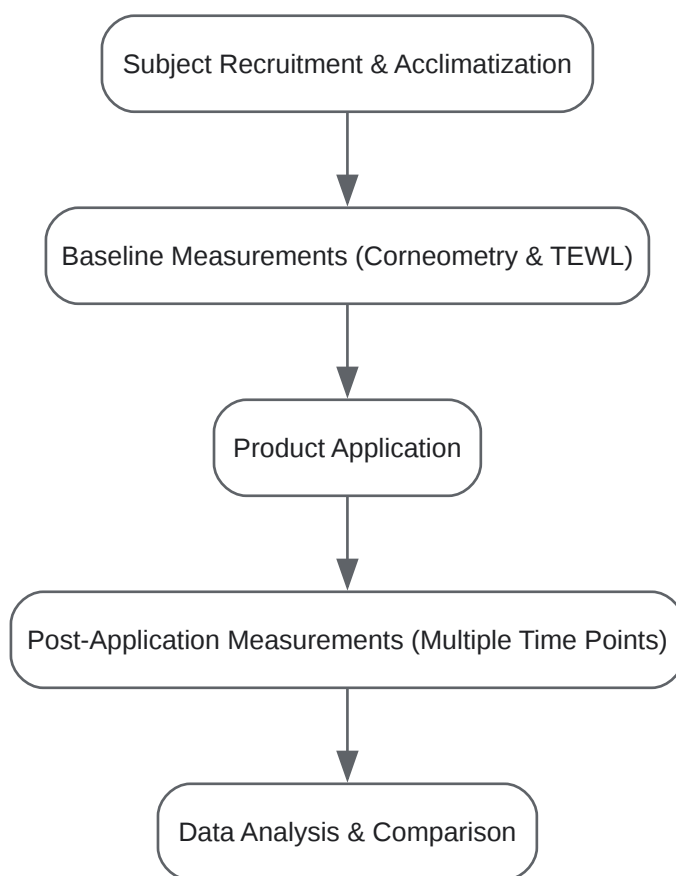 Subject Recruitment & Acclimatization
Baseline Measurements (Corneometry & TEWL)
Product Application
Post-Application Measurements (Multiple Time Points)
Data Analysis & Comparison